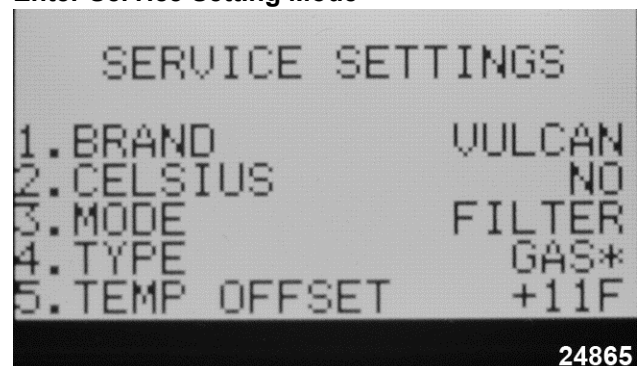 Enter Service Setting Mode
SERVICE SETTINGS
1.BRAND VULCAN
2.CELSIUS NO
3.MODE FILTER
4.TYPE GAS*
5.TEMP OFFSET +11F
24865